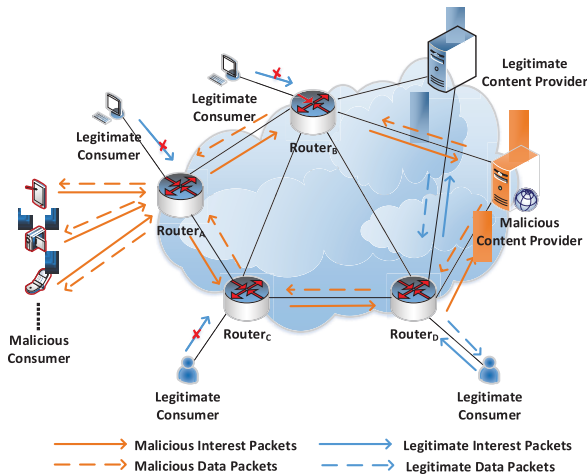 Legitimate
Content Provider
Legitimate
Consumer
Legitimate
Consumer
Router_B
Router_A
Malicious
Content Provider
Malicious
Consumer
Router_C
Router_D
Legitimate
Consumer
Legitimate
Consumer
Malicious Interest Packets
Legitimate Interest Packets
Malicious Data Packets
Legitimate Data Packets